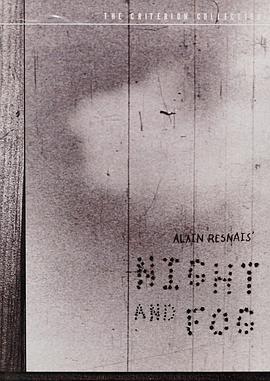 THE CRITERION COLLECTION
ALAIN RESNAIS'
NIGHT
AND
FOG